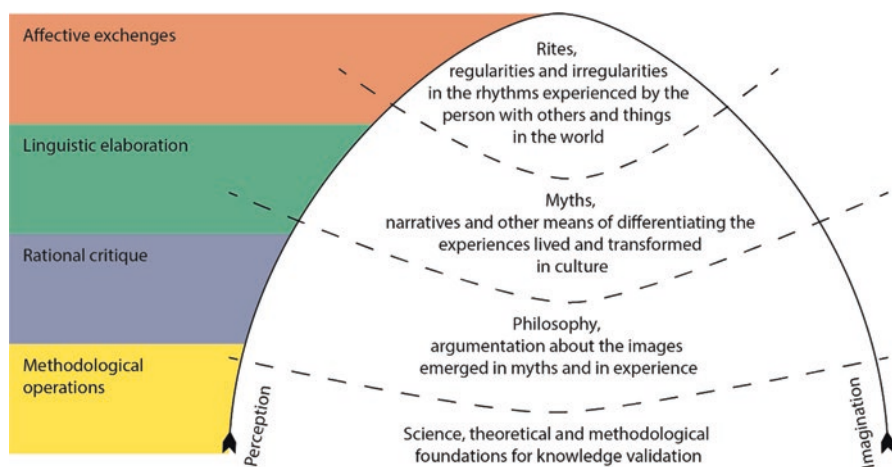 Affective exchenges
Rites,
regularities and irregularities
in the rhythms experienced by the
person with others and things
in the world
Linguistic elaboration
Myths,
narratives and other means of differentiating the
experiences lived and transformed
in culture
Rational critique
Philosophy,
argumentation about the images
emerged in myths and in experience
Methodological
operations
Perception
Imagination
Science, theoretical and methodological
foundations for knowledge validation